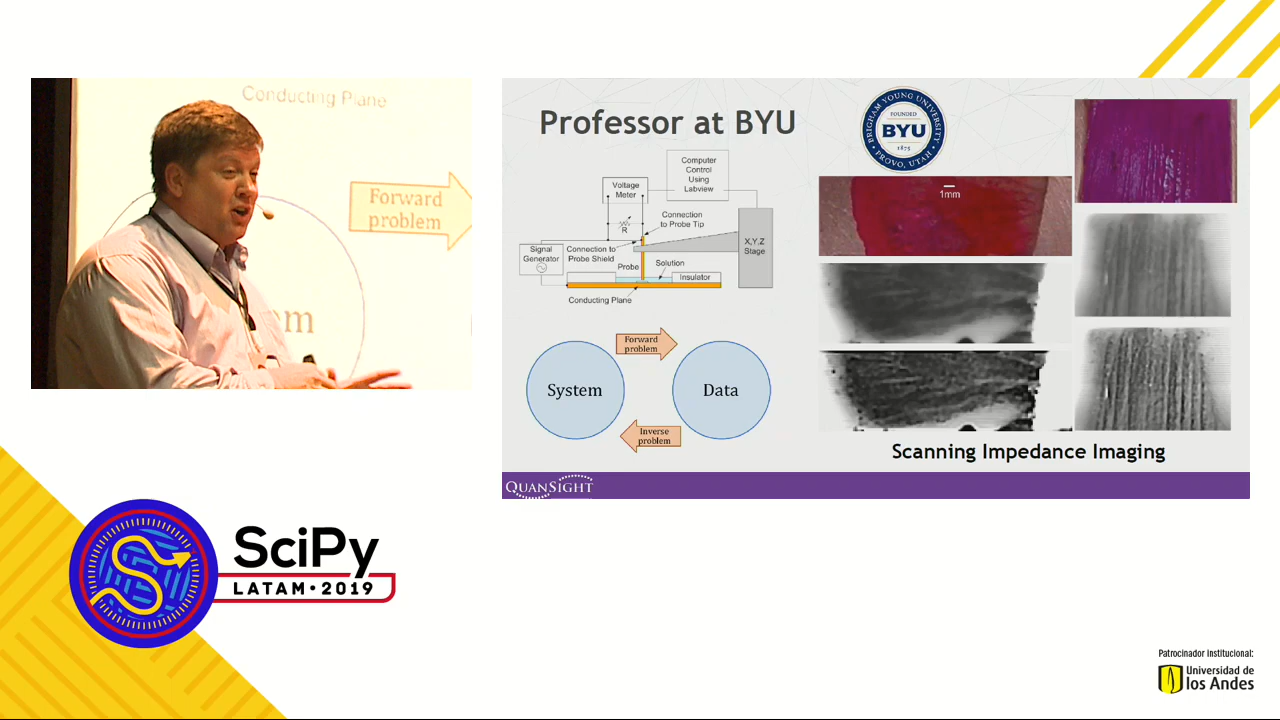 Conducting Plane
Forward
problem
Professor at BYU
BRIGHAM YOUNG UNIVERSITY
FOUNDED
BYU
1875
PROVO, UTAH
Computer
Control
Using
Labview
Voltage
Meter
R
Connection
to Probe Tip
X,Y,Z
Stage
Signal
Generator
Connection to
Probe Shield
Probe
Solution
Insulator
Conducting Plane
1mm
Forward
problem
System
Data
Inverse
problem
Scanning Impedance Imaging
QUANSIGHT
SciPy
LATAM • 2019
Patrocinador Institucional:
Universidad de
los Andes